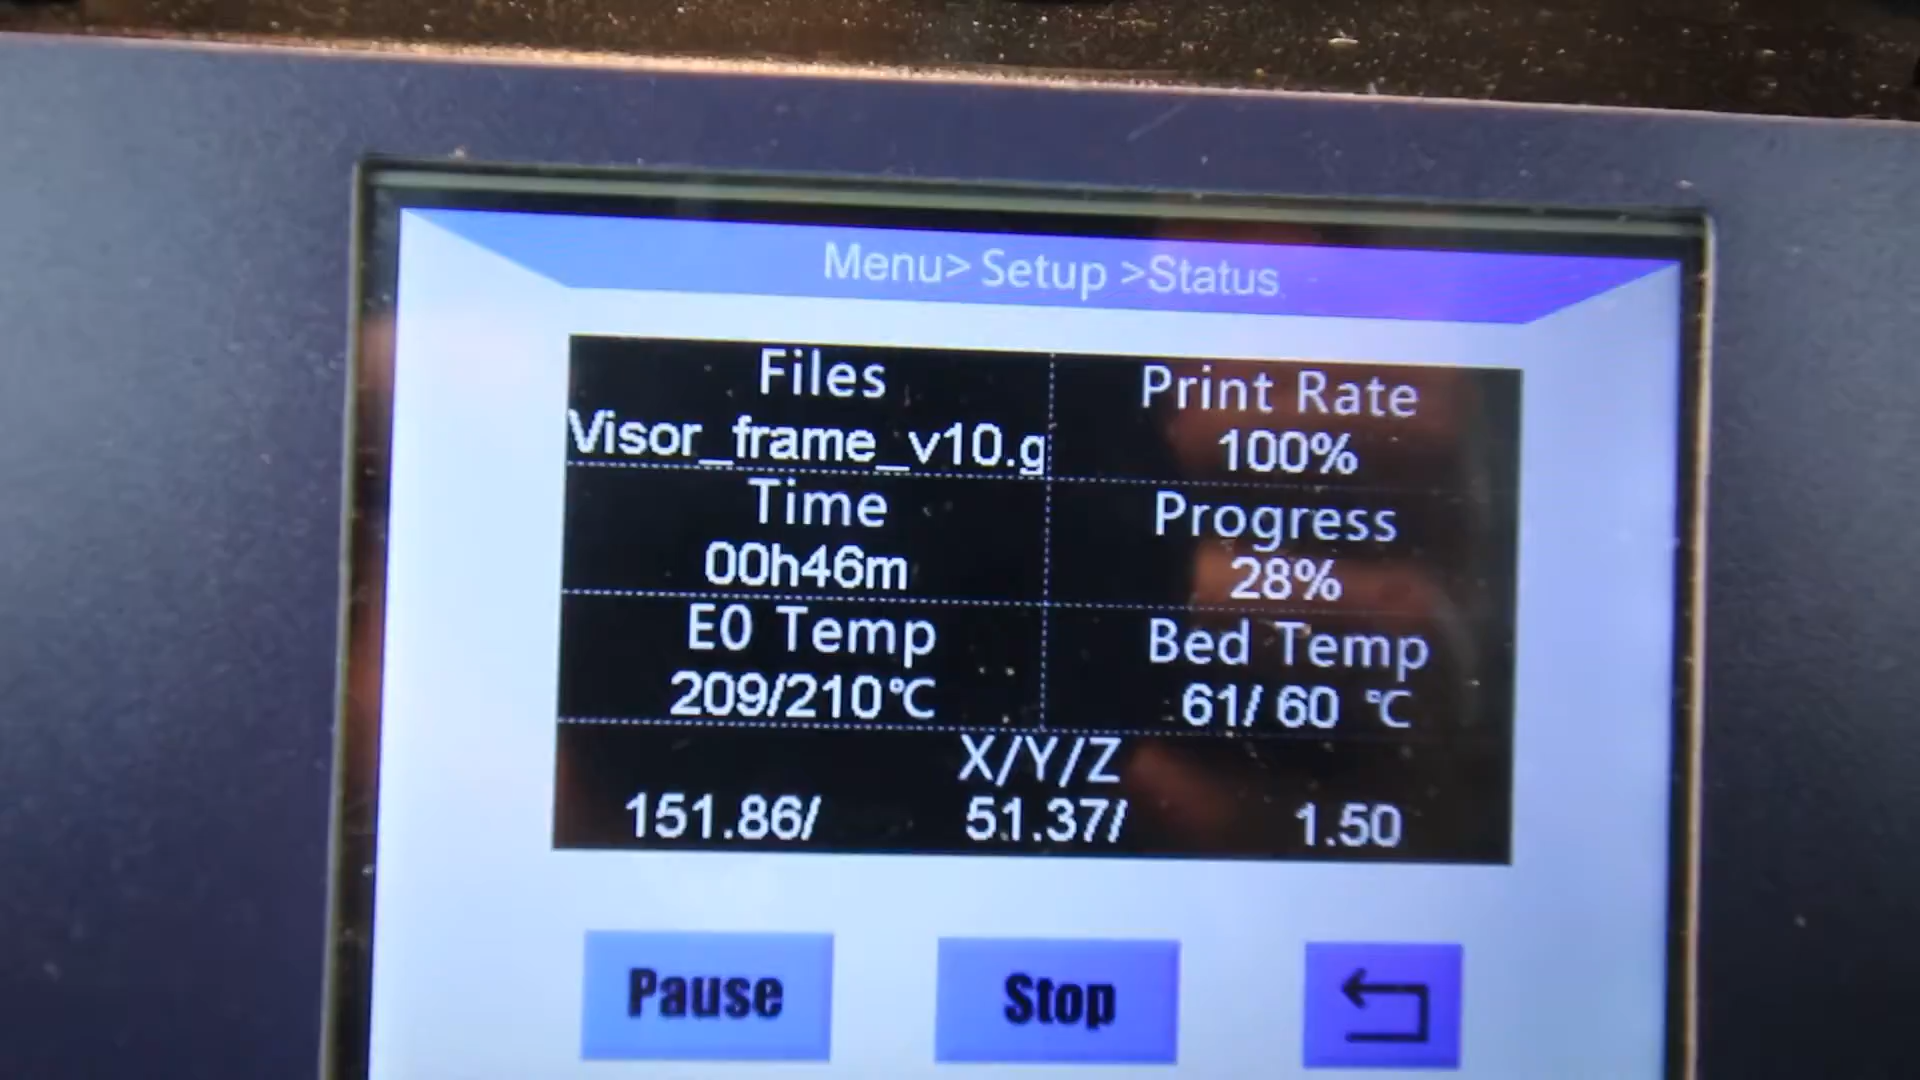 Menu> Setup >Status
Files
Visor_frame_v10.g
Print Rate
100%
Time
00h46m
Progress
28%
E0 Temp
209/210℃
Bed Temp
61/ 60 ℃
X/Y/Z
151.86/ 51.37/ 1.50
Pause Stop